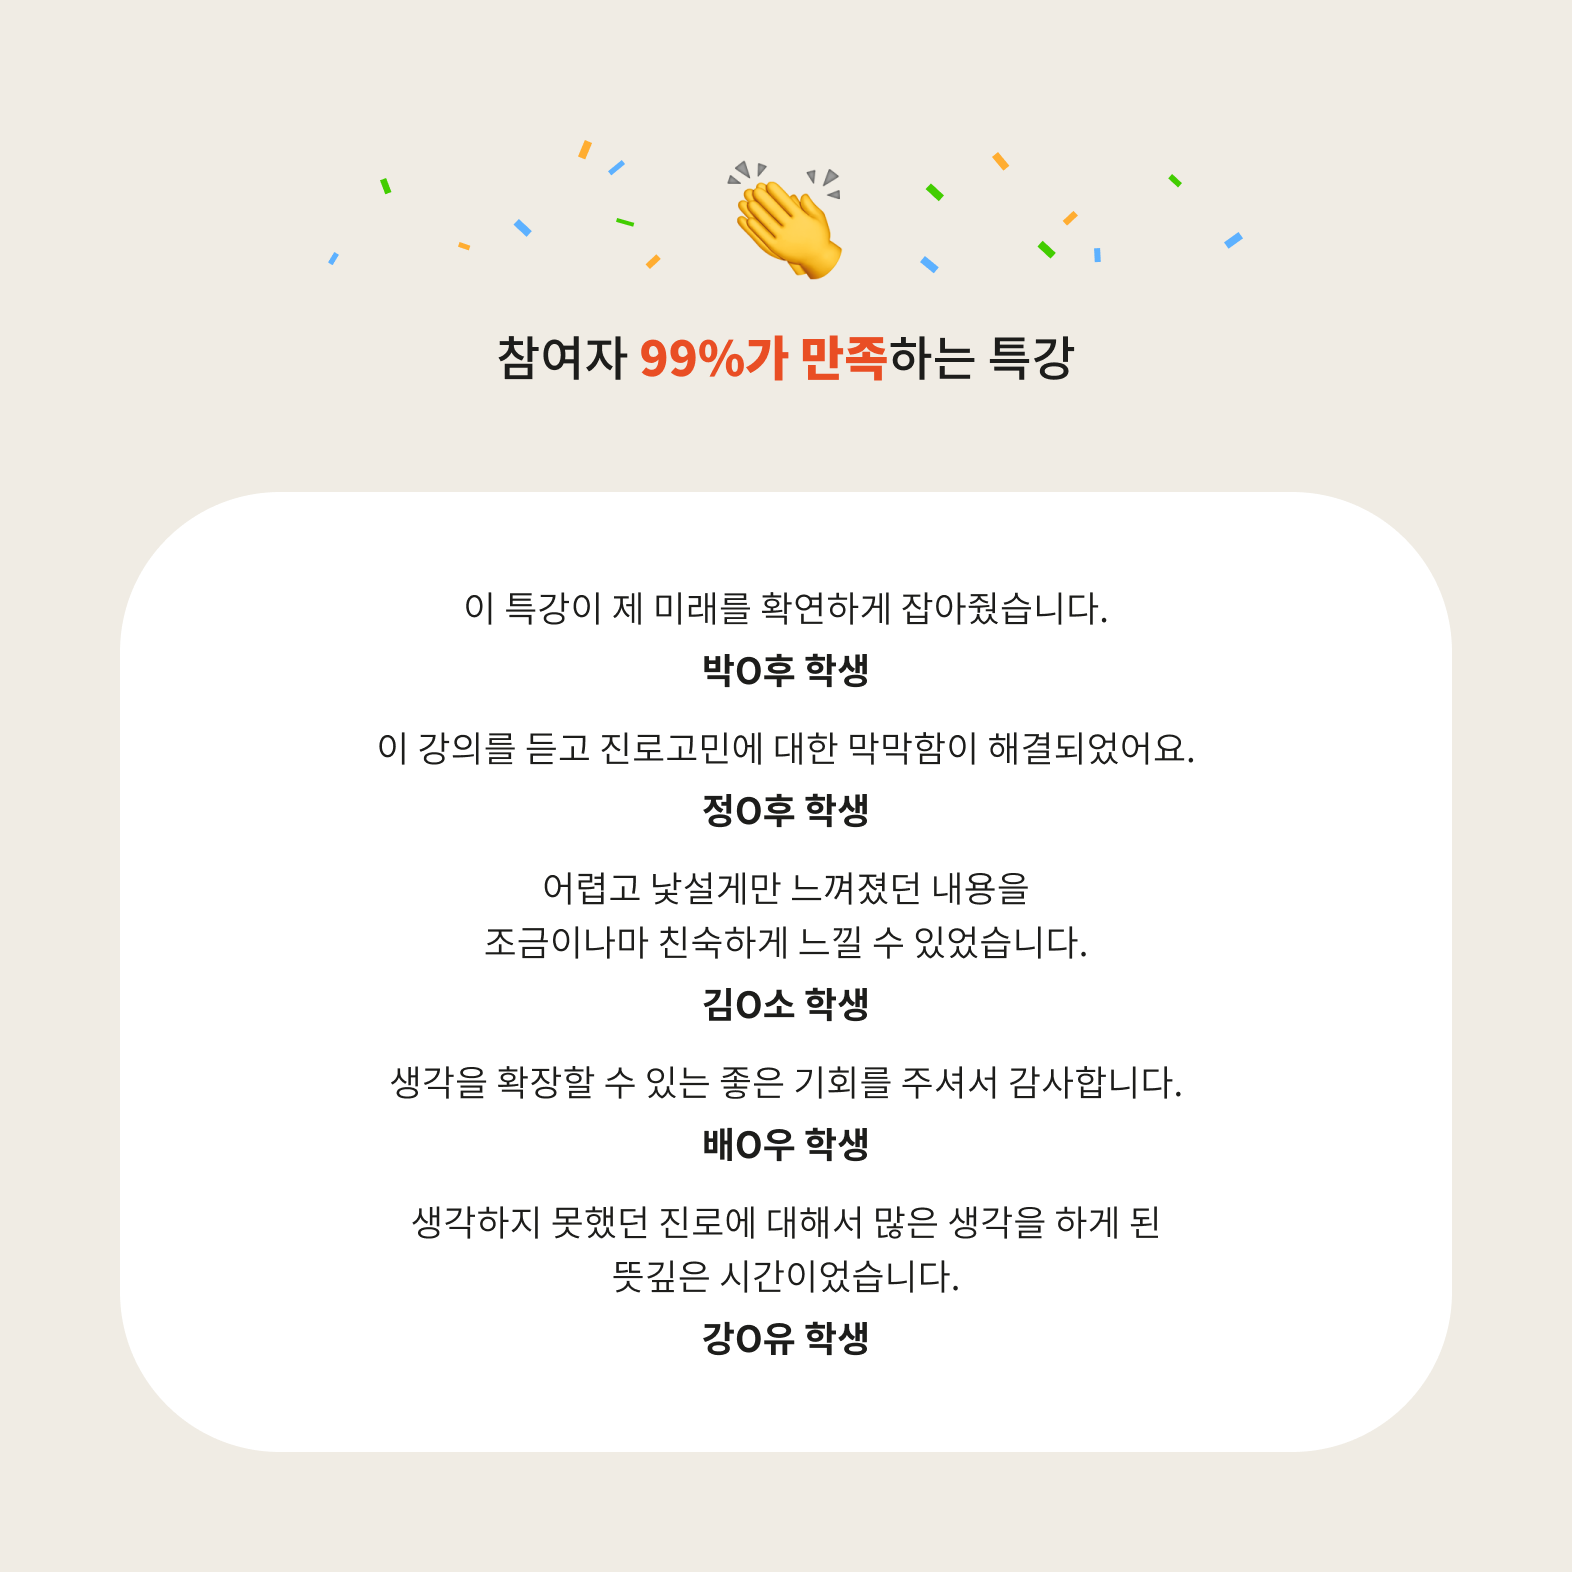 참여자 99%가 만족하는 특강
이 특강이 제 미래를 확연하게 잡아줬습니다.
박O후 학생
이 강의를 듣고 진로고민에 대한 막막함이 해결되었어요.
정O후 학생
어렵고 낯설게만 느껴졌던 내용을
조금이나마 친숙하게 느낄 수 있었습니다.
김O소 학생
생각을 확장할 수 있는 좋은 기회를 주셔서 감사합니다.
배O우 학생
생각하지 못했던 진로에 대해서 많은 생각을 하게 된
뜻깊은 시간이었습니다.
강O유 학생